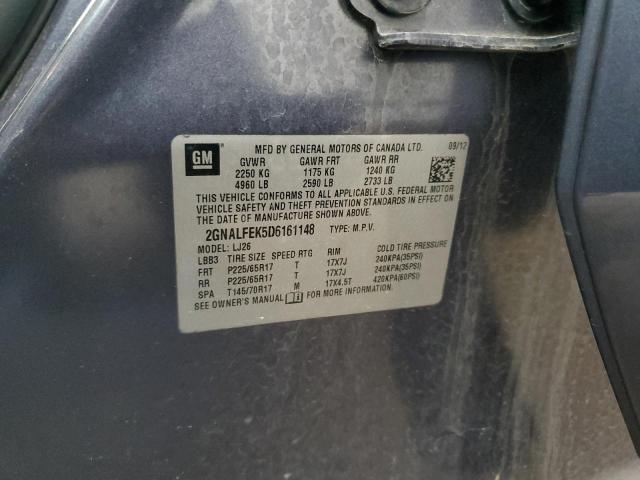 GM
MFD BY GENERAL MOTORS OF CANADA LTD. 09/12
GVWR GAWR FRT GAWR RR
2250 KG 1175 KG 1240 KG
4960 LB 2590 LB 2733 LB
THIS VEHICLE CONFORMS TO ALL APPLICABLE U.S. FEDERAL MOTOR
VEHICLE SAFETY AND THEFT PREVENTION STANDARDS IN EFFECT ON
THE DATE OF MANUFACTURE SHOWN ABOVE.
2GNALFEK5D6161148 TYPE: M.P.V.
MODEL: LJ26
LBB3 TIRE SIZE SPEED RTG RIM COLD TIRE PRESSURE
FRT P225/65R17 T 17X7J 240KPA(35PSI)
RR P225/65R17 T 17X7J 240KPA(35PSI)
SPA T145/70R17 M 17X4.5T 420KPA(60PSI)
SEE OWNER'S MANUAL FOR MORE INFORMATION.